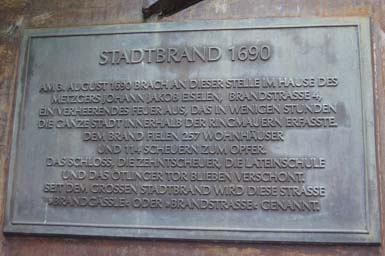 STADTBRAND 1690
AM 3. AUGUST 1690 BRACH AN DIESER STELLE IM HAUSE DES
METZGERS JOHANN JAKOB EISELEN, BRANDSTRASSE 4,
EIN VERHEERENDES FEUER AUS, DAS IN WENIGEN STUNDEN
DIE GANZE STADT INNERHALB DER RINGMAUERN ERFASSTE.
DEM BRAND FIELEN 257 WOHNHÄUSER
UND 114 SCHEUERN ZUM OPFER.
DAS SCHLOSS, DIE ZEHNTSCHEUER, DIE LATEINSCHULE
UND DAS ÖTLINGER TOR BLIEBEN VERSCHONT.
SEIT DEM GROSSEN STADTBRAND WIRD DIESE STRASSE
»BRANDGÄSSLE« ODER »BRANDSTRASSE« GENANNT.